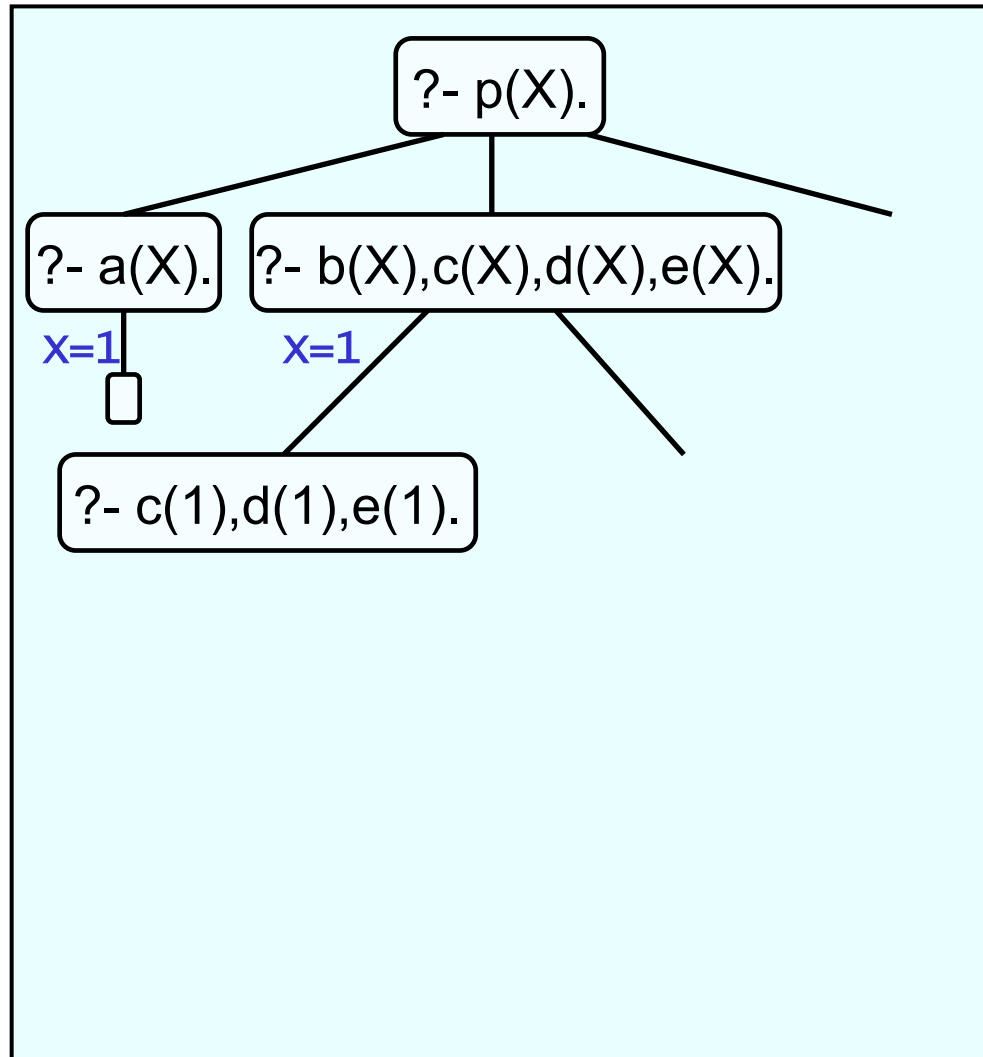 ?- p(X).
?- a(X).
?- b(X),c(X),d(X),e(X).
X=1
X=1
?- c(1),d(1),e(1).